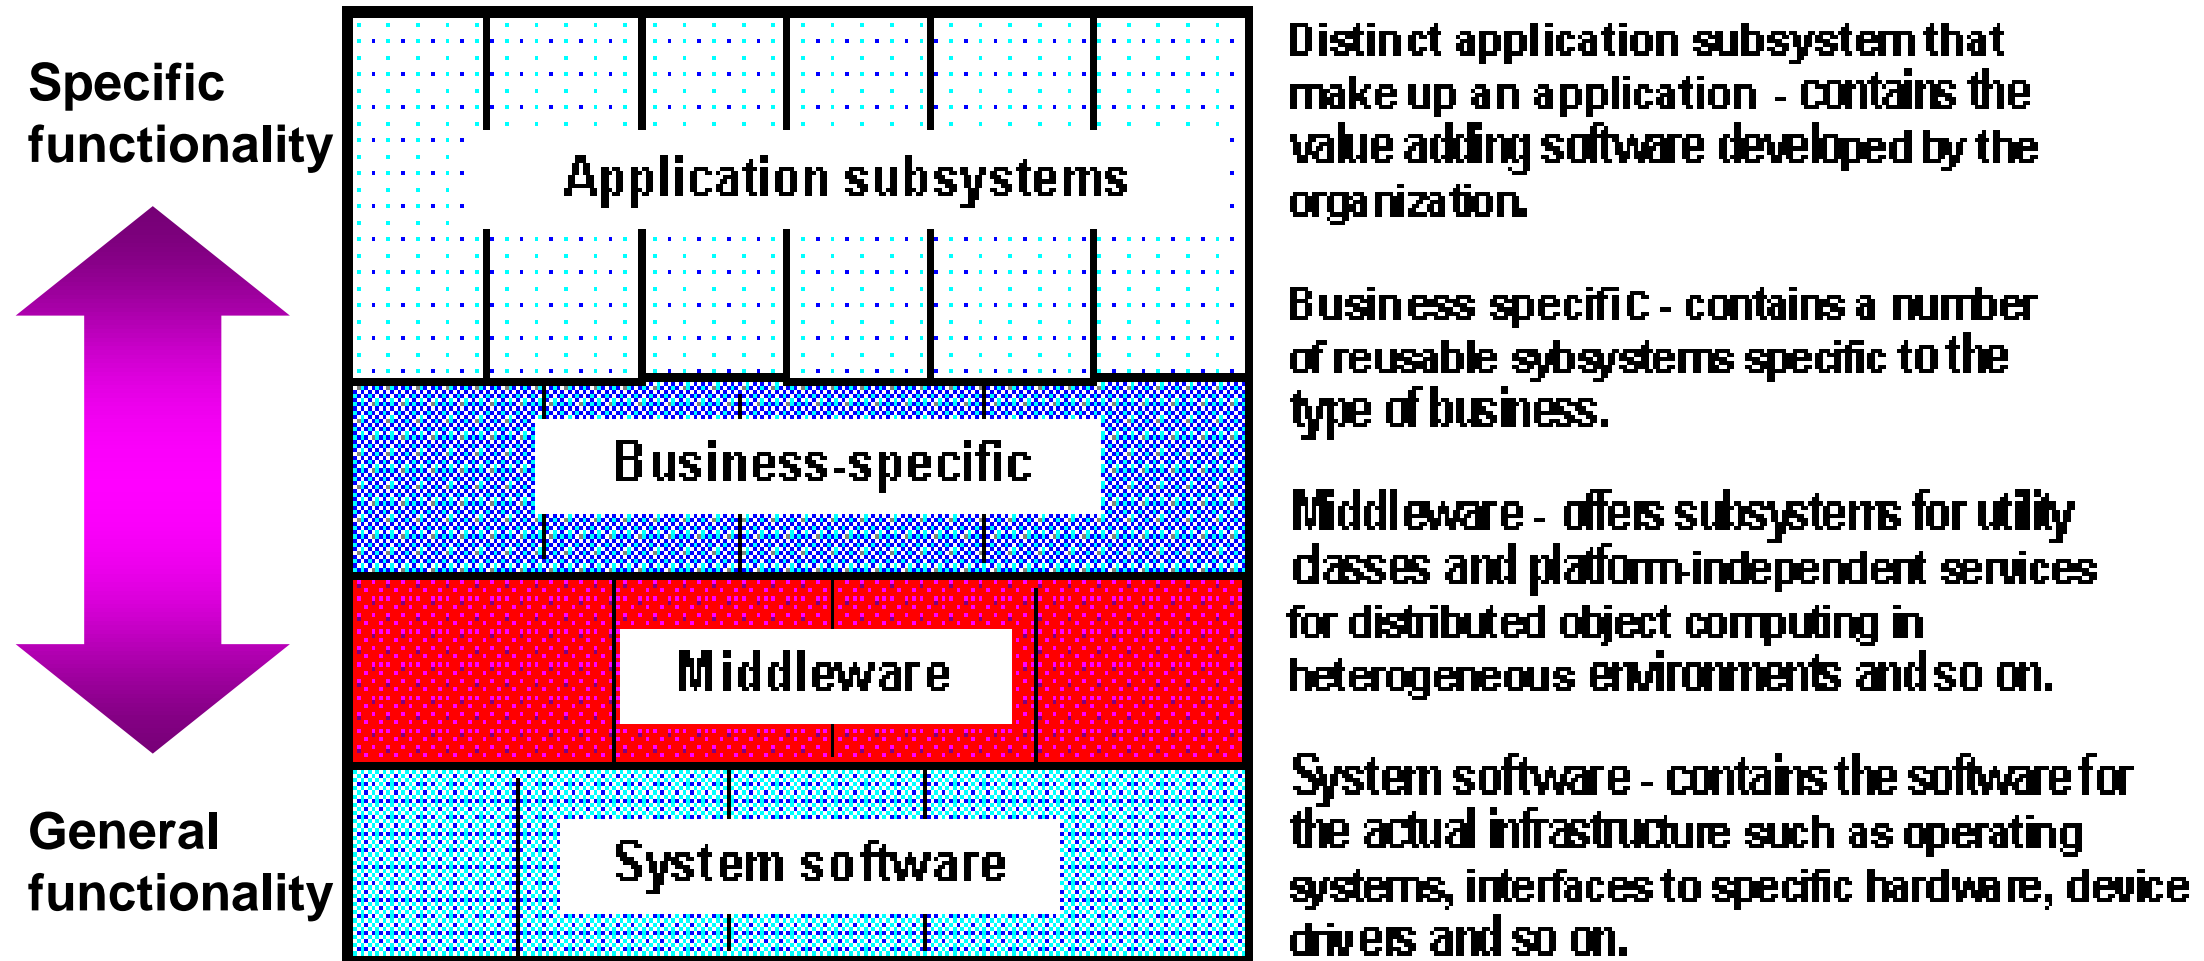 Specific
functionality
General
functionality
Application subsystems
Business-specific
Middleware
System software
Distinct application subsystem that
make up an application - contains the
value adding software developed by the
organization.
Business specific - contains a number
of reusable sybsystems specific to the
type of business.
Middleware - offers subsystems for utility
classes and platform-independent services
for distributed object computing in
heterogeneous environments and so on.
System software - contains the software for
the actual infrastructure such as operating
systems, interfaces to specific hardware, device
drivers and so on.